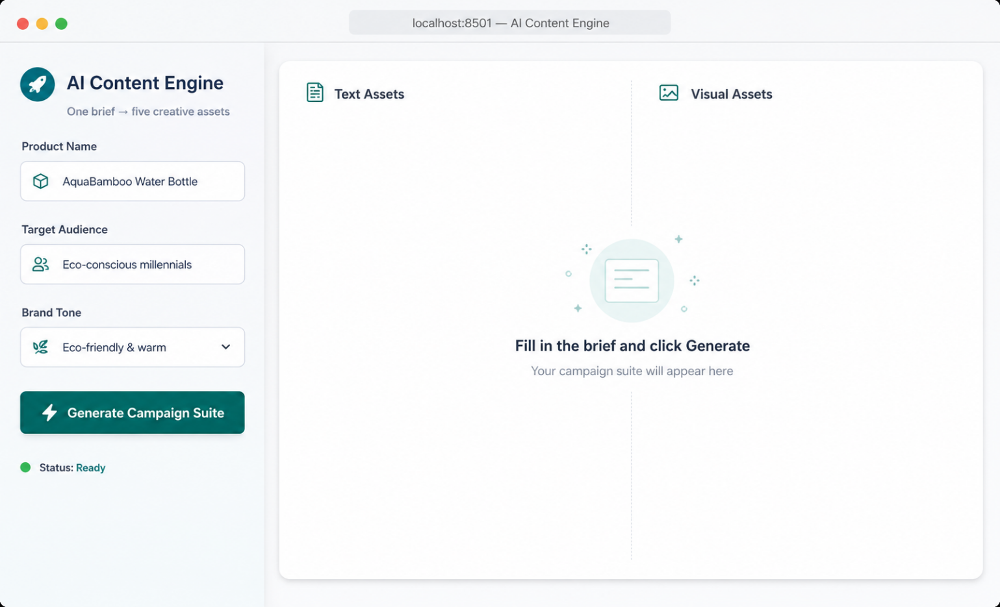 localhost:8501 — AI Content Engine
AI Content Engine
One brief → five creative assets
Product Name
AquaBamboo Water Bottle
Target Audience
Eco-conscious millennials
Brand Tone
Eco-friendly & warm
Generate Campaign Suite
Status: Ready
Text Assets
Visual Assets
Fill in the brief and click Generate
Your campaign suite will appear here